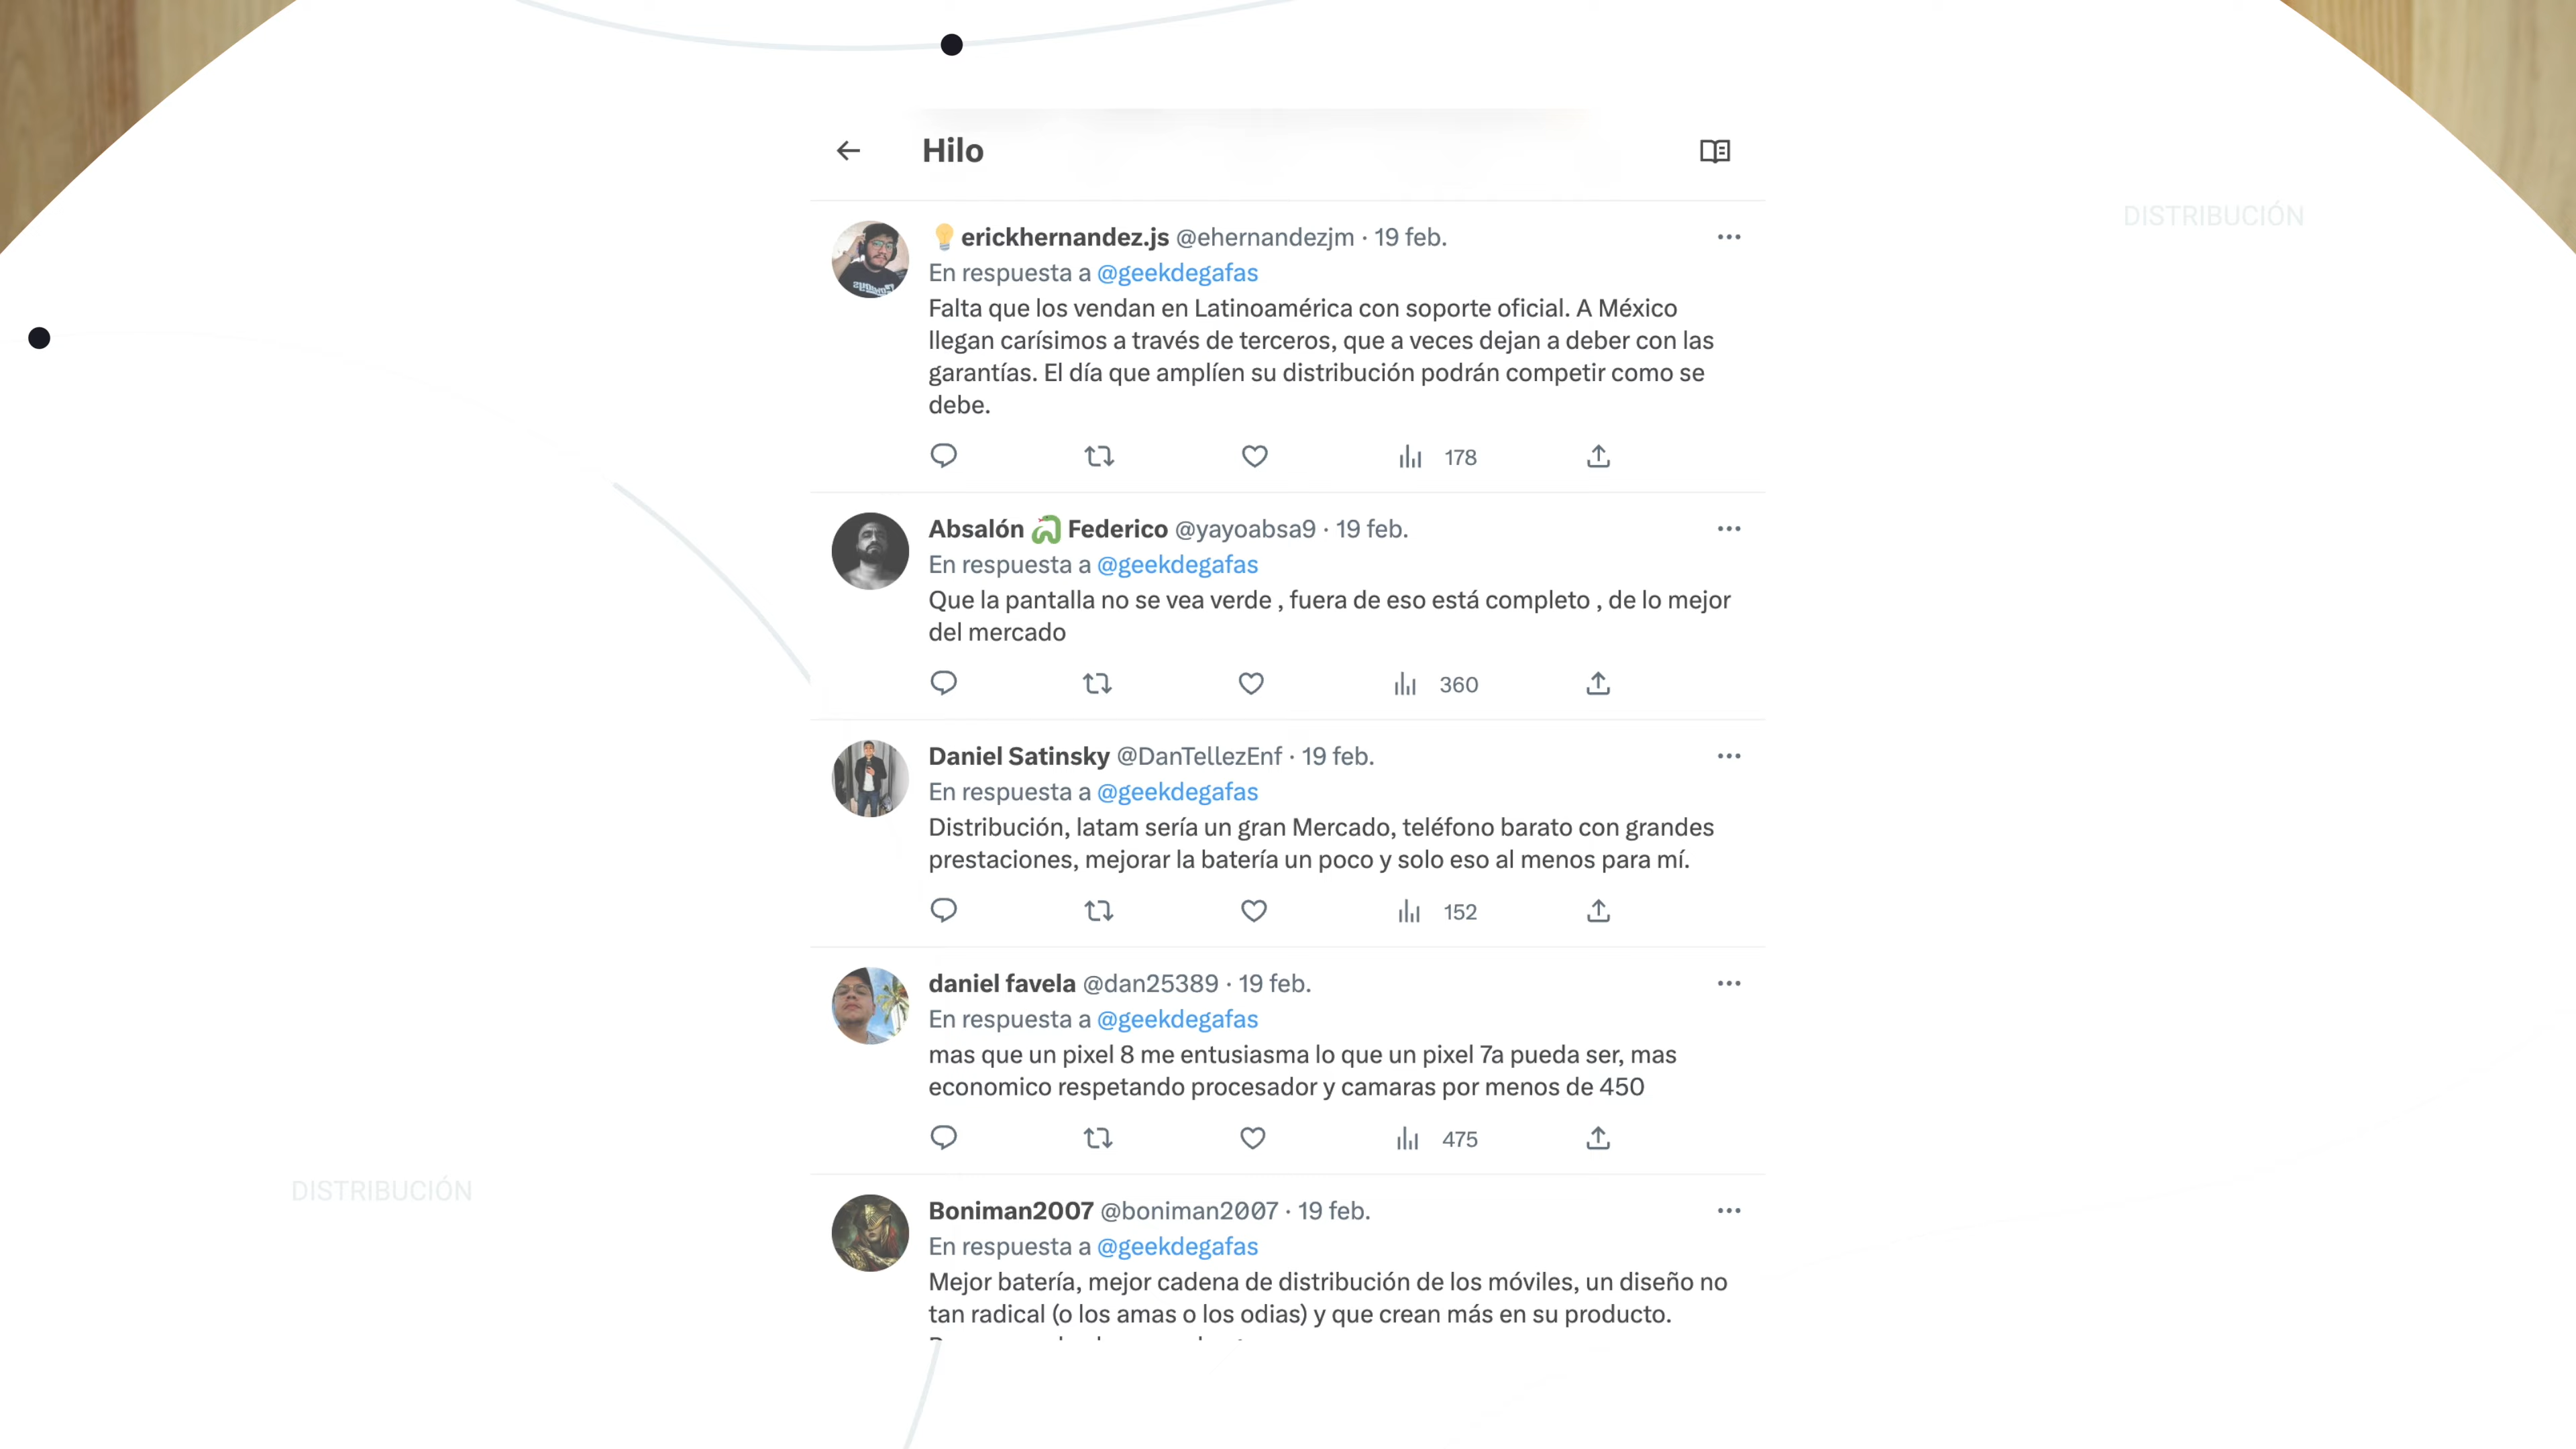 Hilo
DISTRIBUCIÓN
erickhernandez.js @ehernandezjm · 19 feb.
En respuesta a @geekdegafas
Falta que los vendan en Latinoamérica con soporte oficial. A México
llegan carísimos a través de terceros, que a veces dejan a deber con las
garantías. El día que amplíen su distribución podrán competir como se
debe.
178
Absalón 🐍 Federico @yayoabsa9 · 19 feb.
En respuesta a @geekdegafas
Que la pantalla no se vea verde , fuera de eso está completo , de lo mejor
del mercado
360
Daniel Satinsky @DanTellezEnf · 19 feb.
En respuesta a @geekdegafas
Distribución, latam sería un gran Mercado, teléfono barato con grandes
prestaciones, mejorar la batería un poco y solo eso al menos para mí.
152
daniel favela @dan25389 · 19 feb.
En respuesta a @geekdegafas
mas que un pixel 8 me entusiasma lo que un pixel 7a pueda ser, mas
economico respetando procesador y camaras por menos de 450
475
DISTRIBUCIÓN
Boniman2007 @boniman2007 · 19 feb.
En respuesta a @geekdegafas
Mejor batería, mejor cadena de distribución de los móviles, un diseño no
tan radical (o los amas o los odias) y que crean más en su producto.